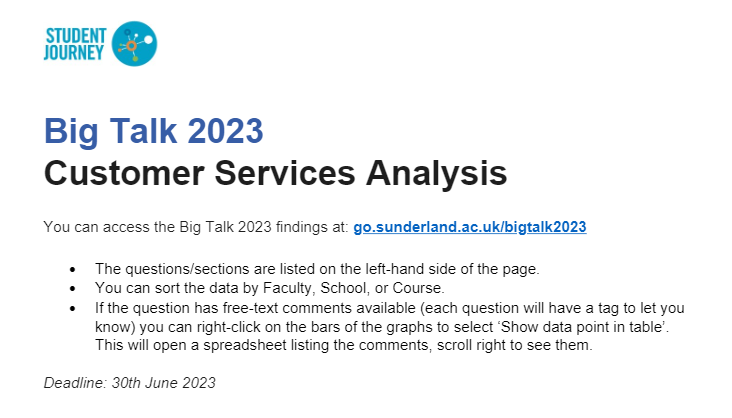 STUDENT
JOURNEY
Big Talk 2023
Customer Services Analysis
You can access the Big Talk 2023 findings at: go.sunderland.ac.uk/bigtalk2023
• The questions/sections are listed on the left-hand side of the page.
• You can sort the data by Faculty, School, or Course.
• If the question has free-text comments available (each question will have a tag to let you
know) you can right-click on the bars of the graphs to select ‘Show data point in table’.
This will open a spreadsheet listing the comments, scroll right to see them.
Deadline: 30th June 2023